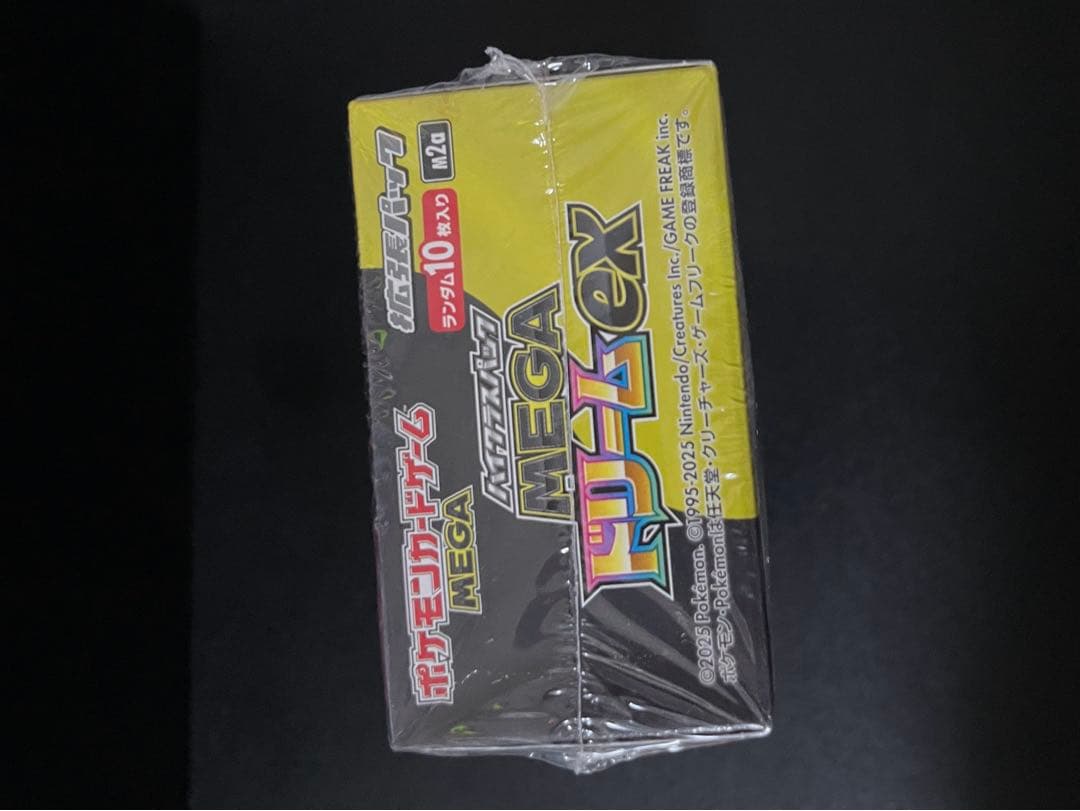 ポケモンカードゲーム
MEGA
拡張パック
ランダム10枚入り
M2a
ハイクラスパック
MEGA
ドリームex
©2025 Pokémon. ©1995-2025 Nintendo/Creatures Inc./GAME FREAK inc.
ポケモン・Pokémonは任天堂・クリーチャーズ・ゲームフリークの登録商標です。